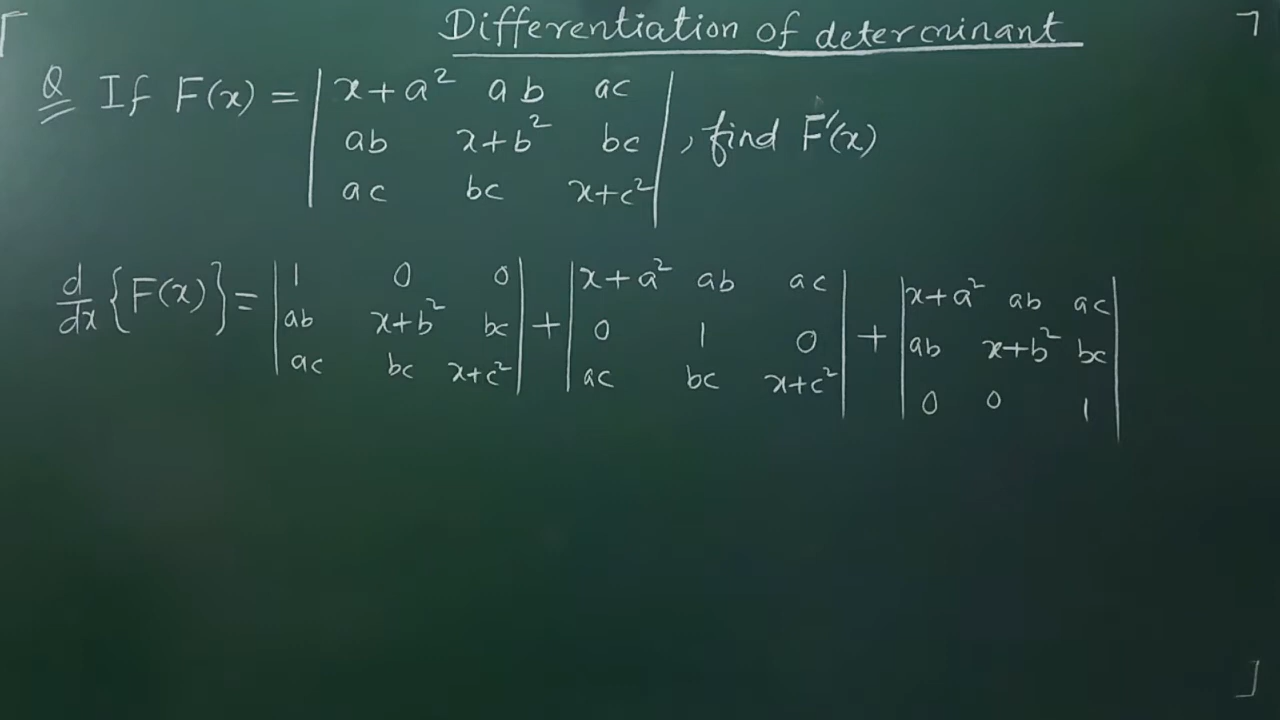 Differentiation of determinant
Q If F(x) = | x+a² ab ac |
| ab x+b² bc | , find F'(x)
| ac bc x+c² |
d/dx {F(x)} = | 1 0 0 | + | x+a² ab ac | + | x+a² ab ac |
| ab x+b² bc | | 0 1 0 | | ab x+b² bc |
| ac bc x+c² | | ac bc x+c² | | 0 0 1 |